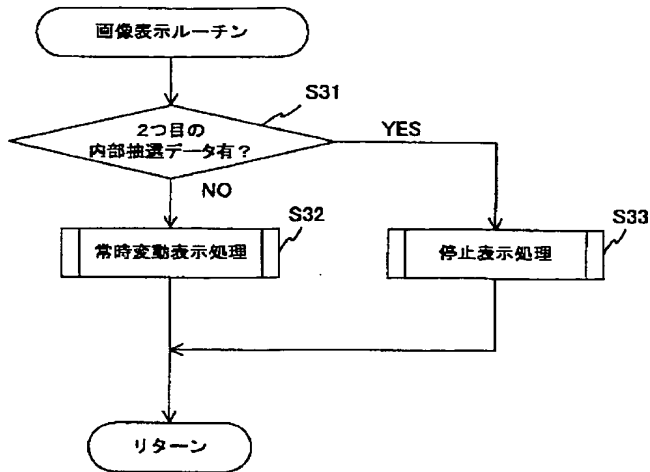 画像表示ルーチン
S31
2つ目の
内部抽選データ有?
YES
NO
S32
常時変動表示処理
S33
停止表示処理
リターン